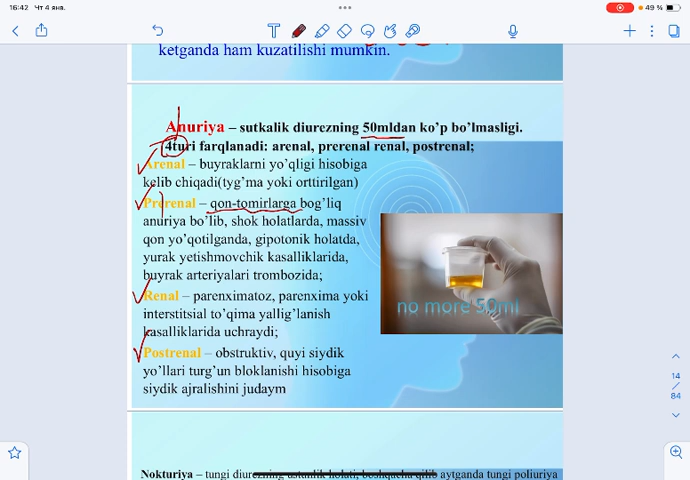 16:42 Чт 4 янв.
49 %
ketganda ham kuzatilishi mumkin.
Anuriya – sutkalik diurezning 50mldan ko’p bo’lmasligi.
4turi farqlanadi: arenal, prerenal renal, postrenal;
Arenal – buyraklarni yo’qligi hisobiga
kelib chiqadi(tyg’ma yoki orttirilgan)
Prerenal – qon-tomirlarga bog’liq
anuriya bo’lib, shok holatlarda, massiv
qon yo’qotilganda, gipotonik holatda,
yurak yetishmovchik kasalliklarida,
buyrak arteriyalari trombozida;
Renal – parenximatoz, parenxima yoki
interstitsial to’qima yallig’lanish
kasalliklarida uchraydi;
Postrenal – obstruktiv, quyi siydik
yo’llari turg’un bloklanishi hisobiga
siydik ajralishini judaym
no more 50ml
14
/
84
Nokturiya – tungi diurezning ustunlik holati, boshqacha qilib aytganda tungi poliuriya